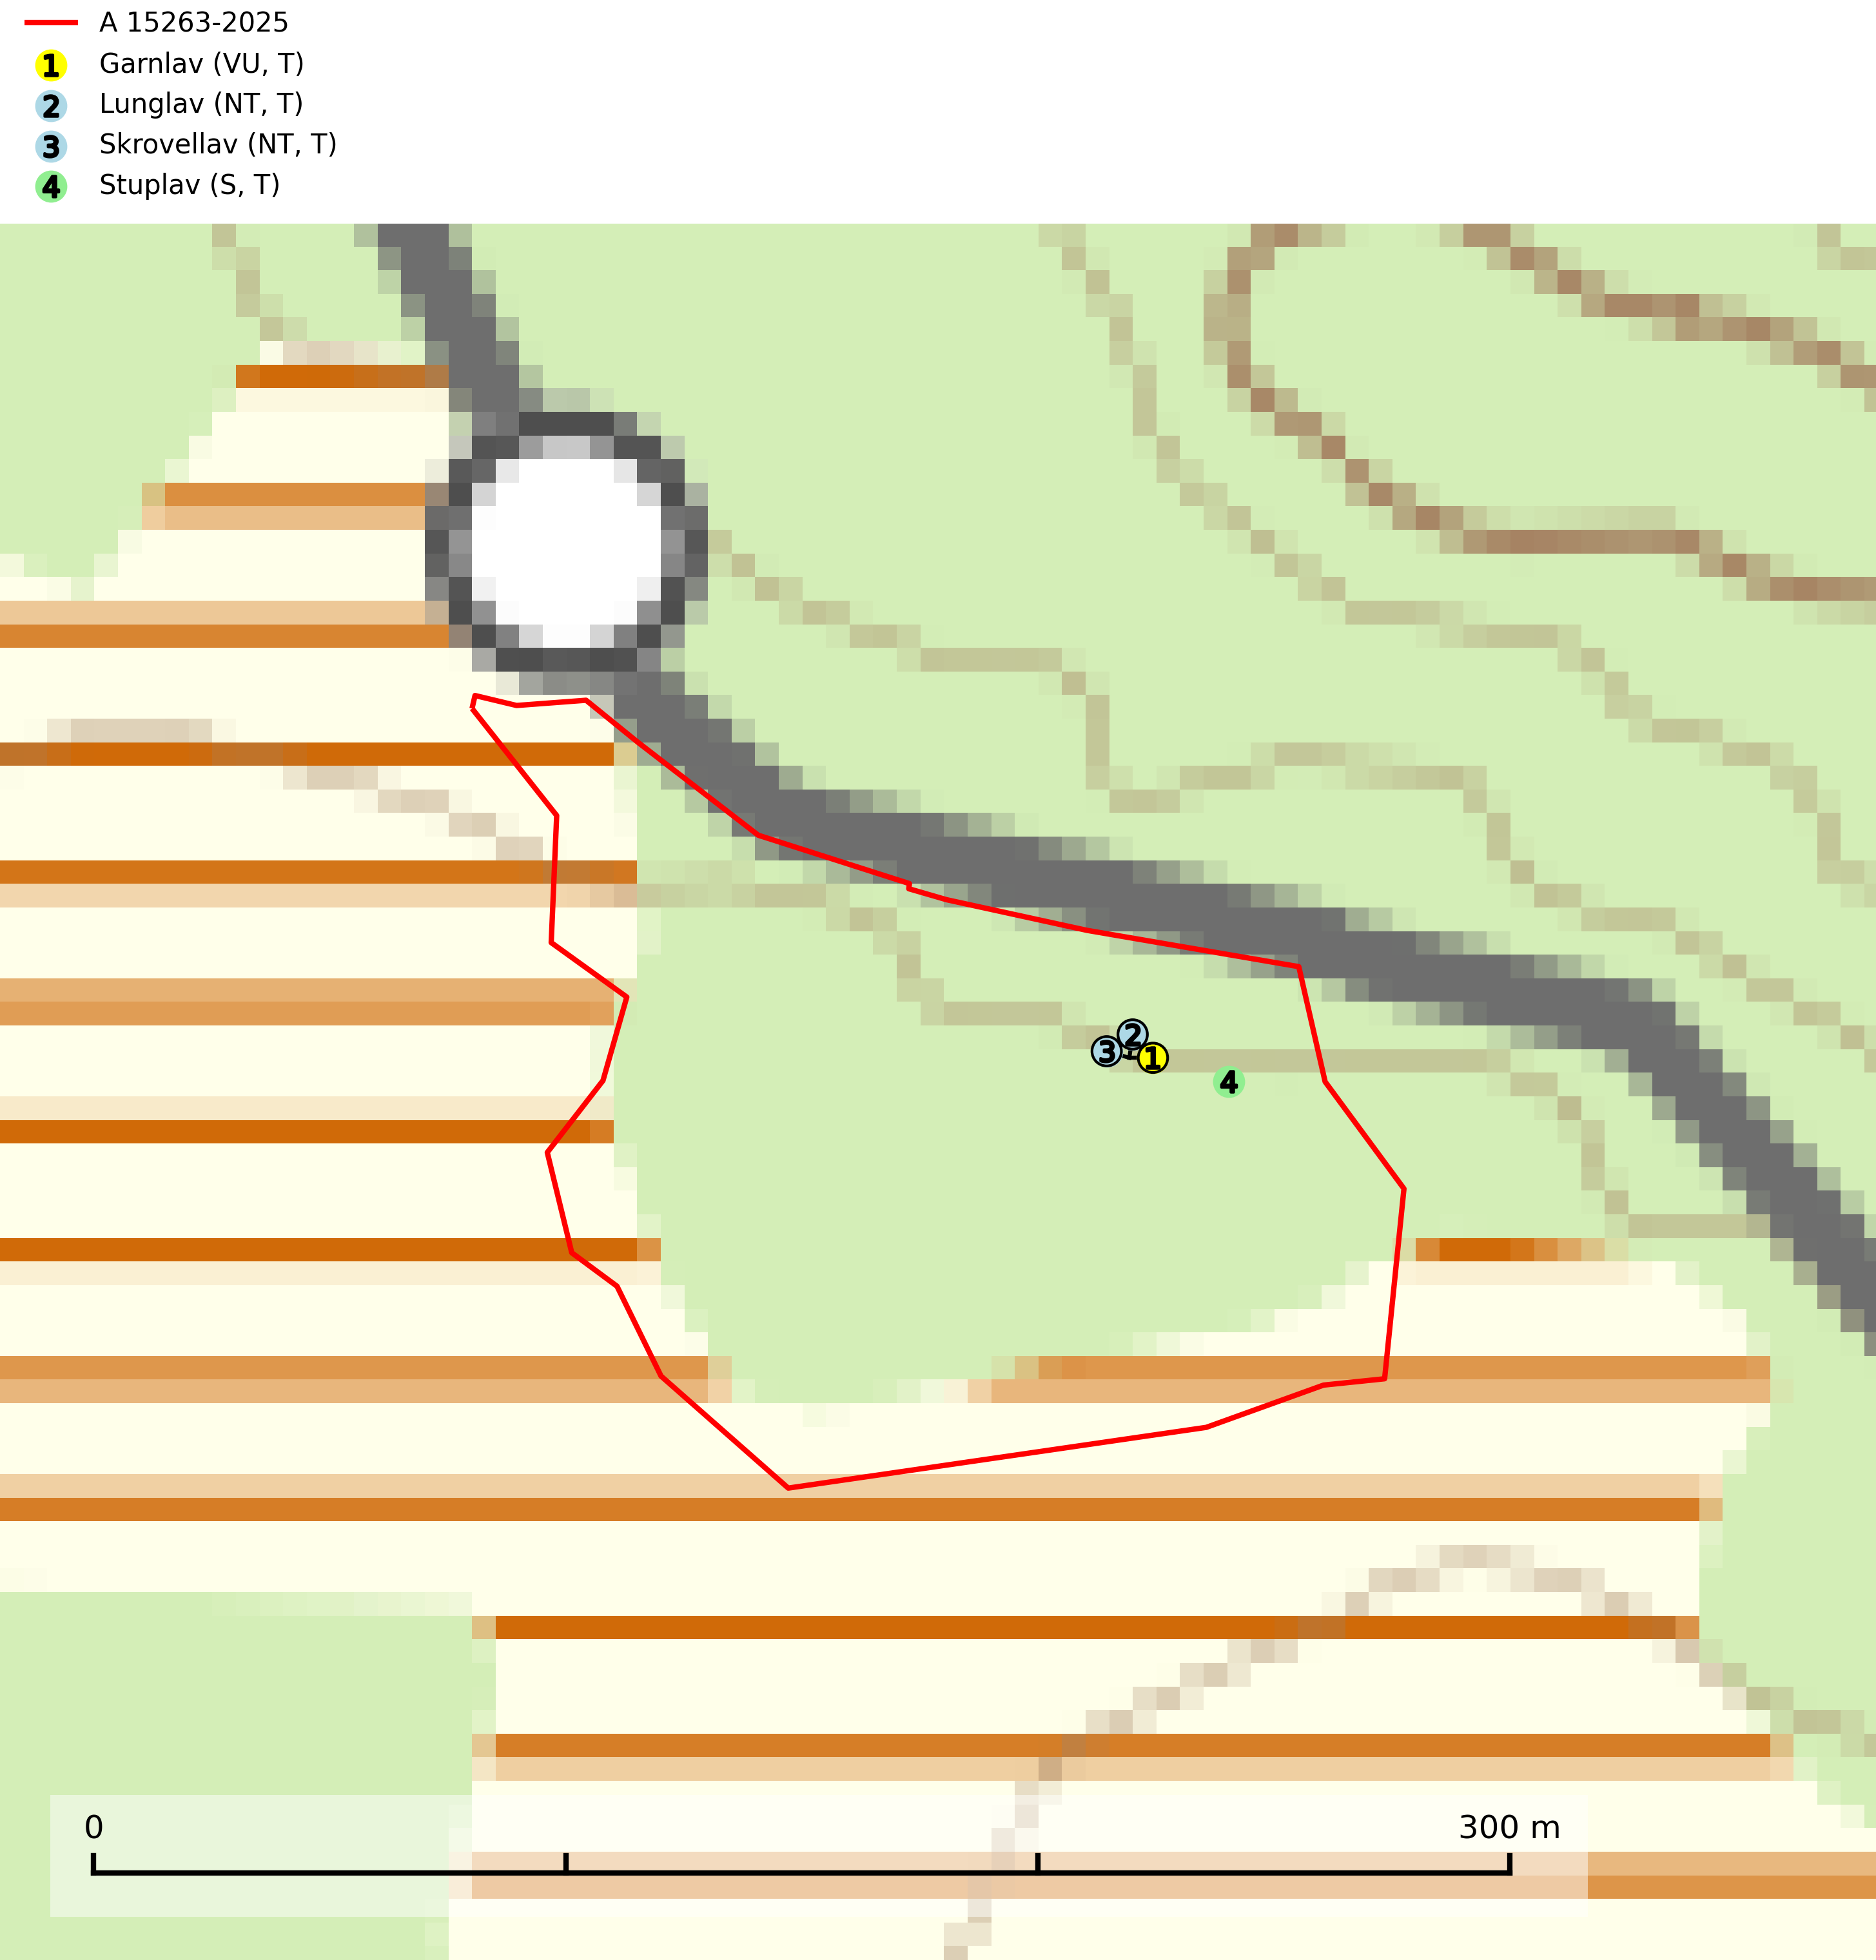 A 15263-2025
1 Garnlav (VU, T)
2 Lunglav (NT, T)
3 Skrovellav (NT, T)
4 Stuplav (S, T)
2
3 1
4
0 300 m